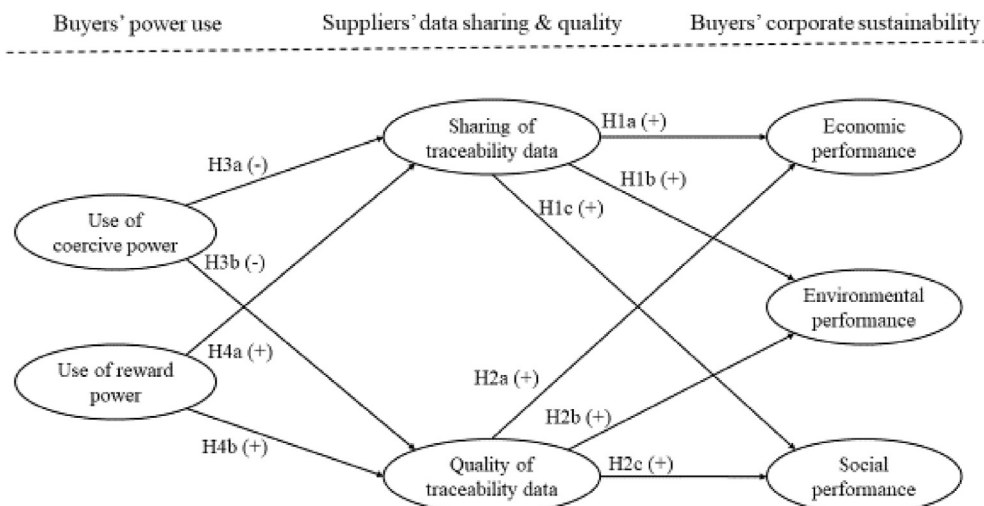 Buyers’ power use
Suppliers’ data sharing & quality
Buyers’ corporate sustainability
Sharing of
traceability data
H1a (+)
Economic
performance
H3a (-)
H1b (+)
H1c (+)
Use of
coercive power
H3b (-)
Environmental
performance
H4a (+)
Use of reward
power
H2a (+)
H2b (+)
H4b (+)
Quality of
traceability data
H2c (+)
Social
performance